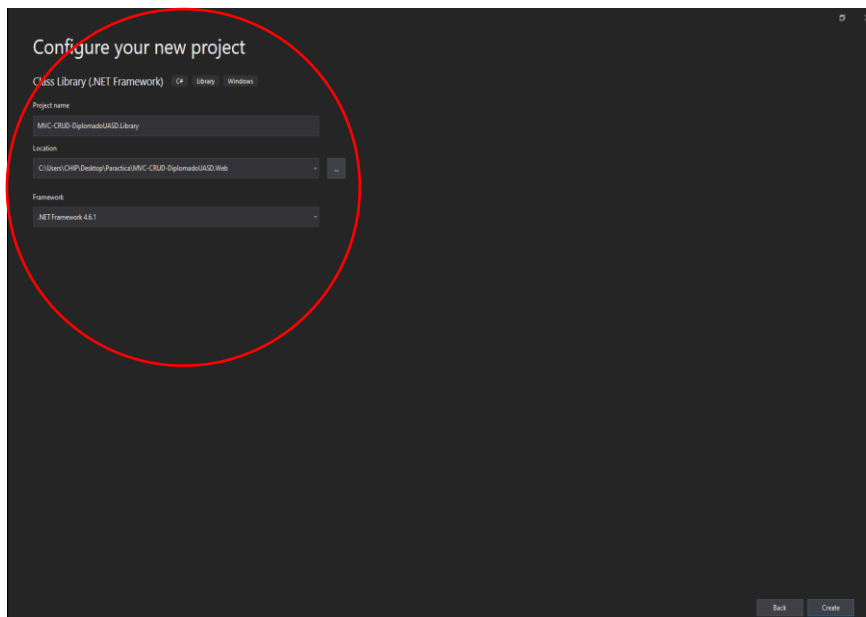 Configure your new project
Class Library (.NET Framework) C# Library Windows
Project name
MVC-CRUD-DiplomadoUASD.Library
Location
C:\Users\CHIP\Desktop\Paractica\MVC-CRUD-DiplomadoUASD.Web
...
Framework
.NET Framework 4.6.1
Back Create